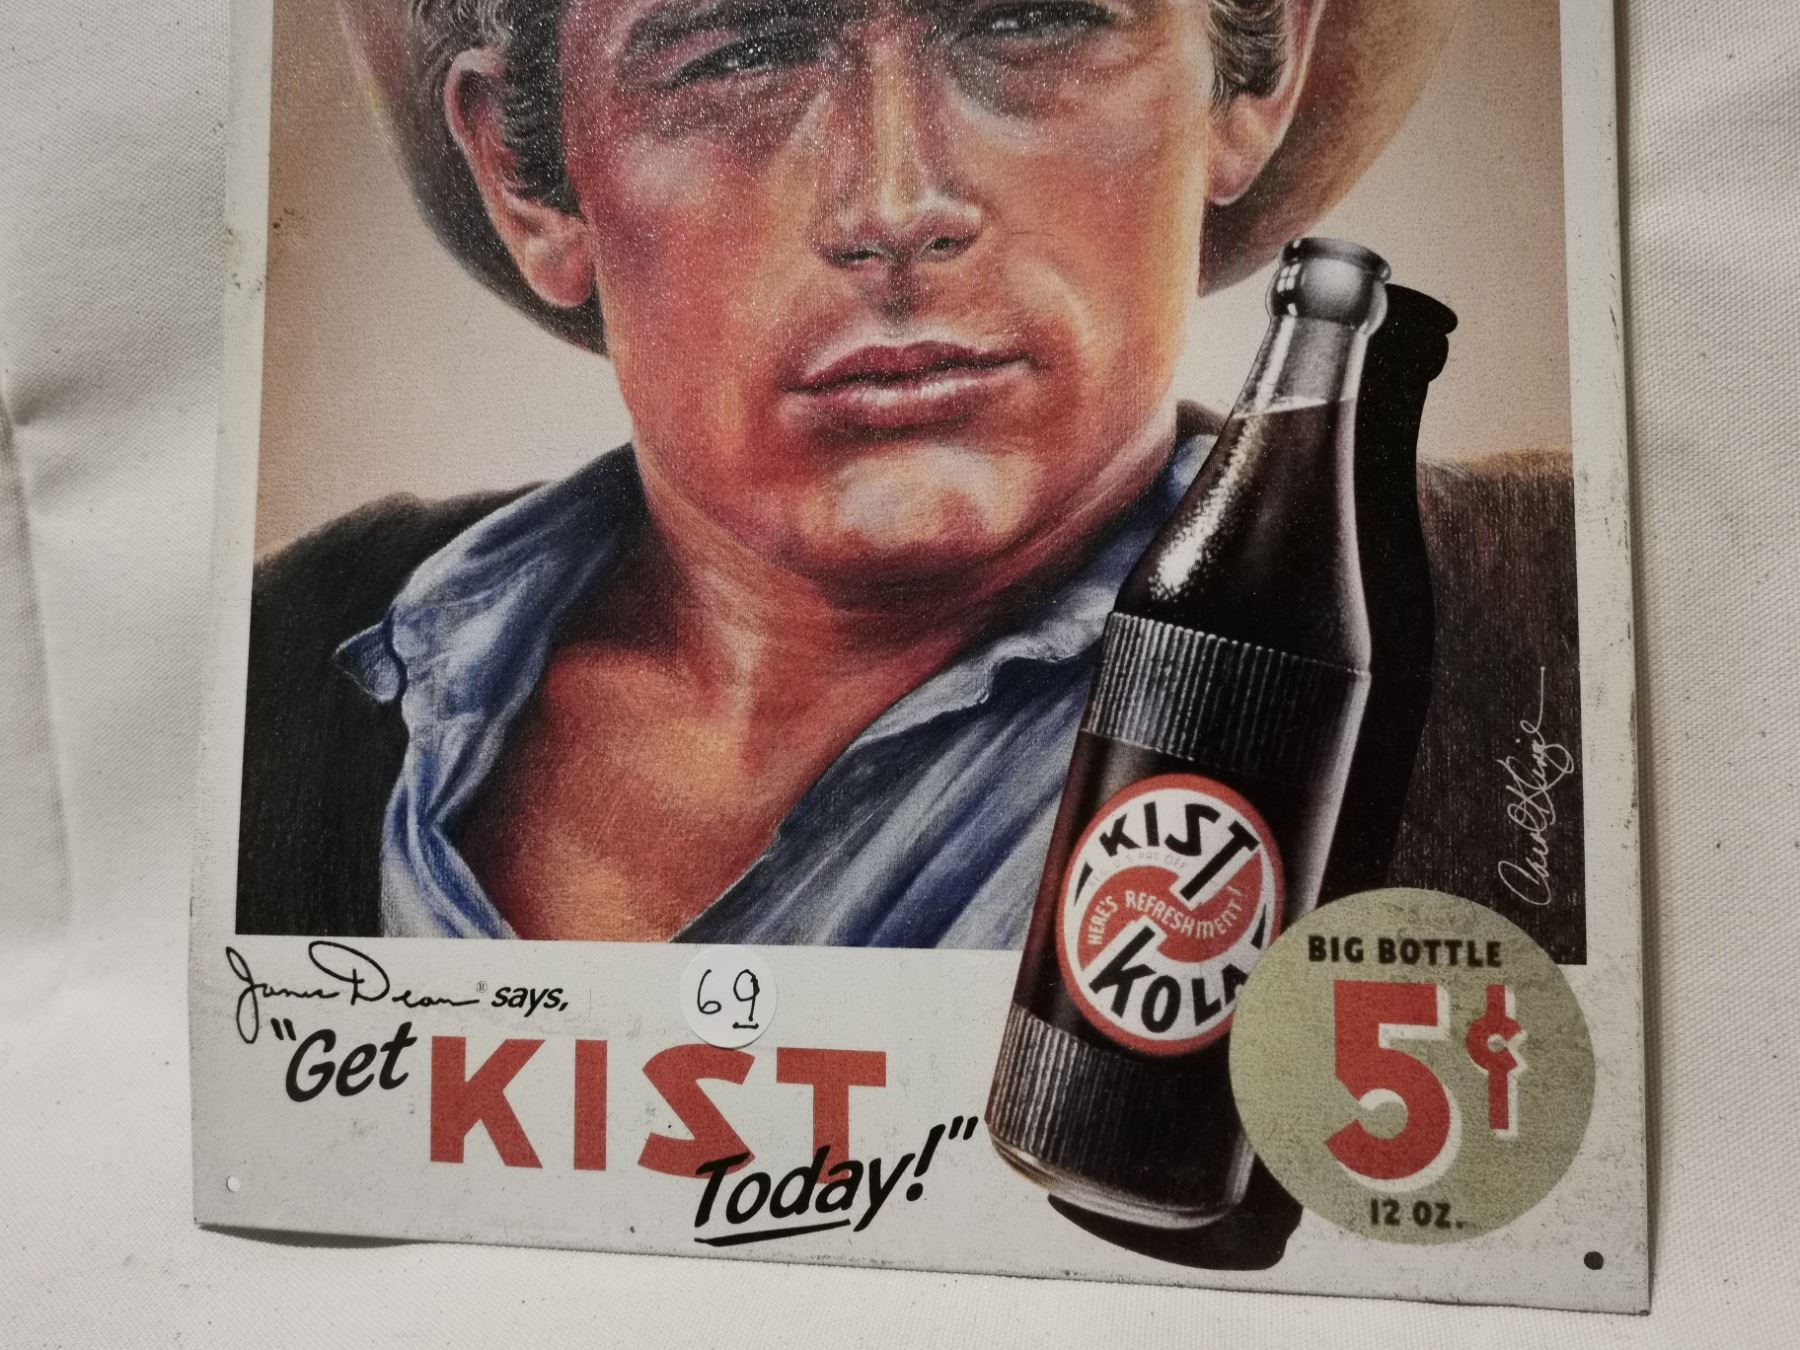 James Dean® says,
69
"Get KIST
Today!"
KIST
HERE'S REFRESHMENT!
KOLA
BIG BOTTLE
5¢
12 OZ.